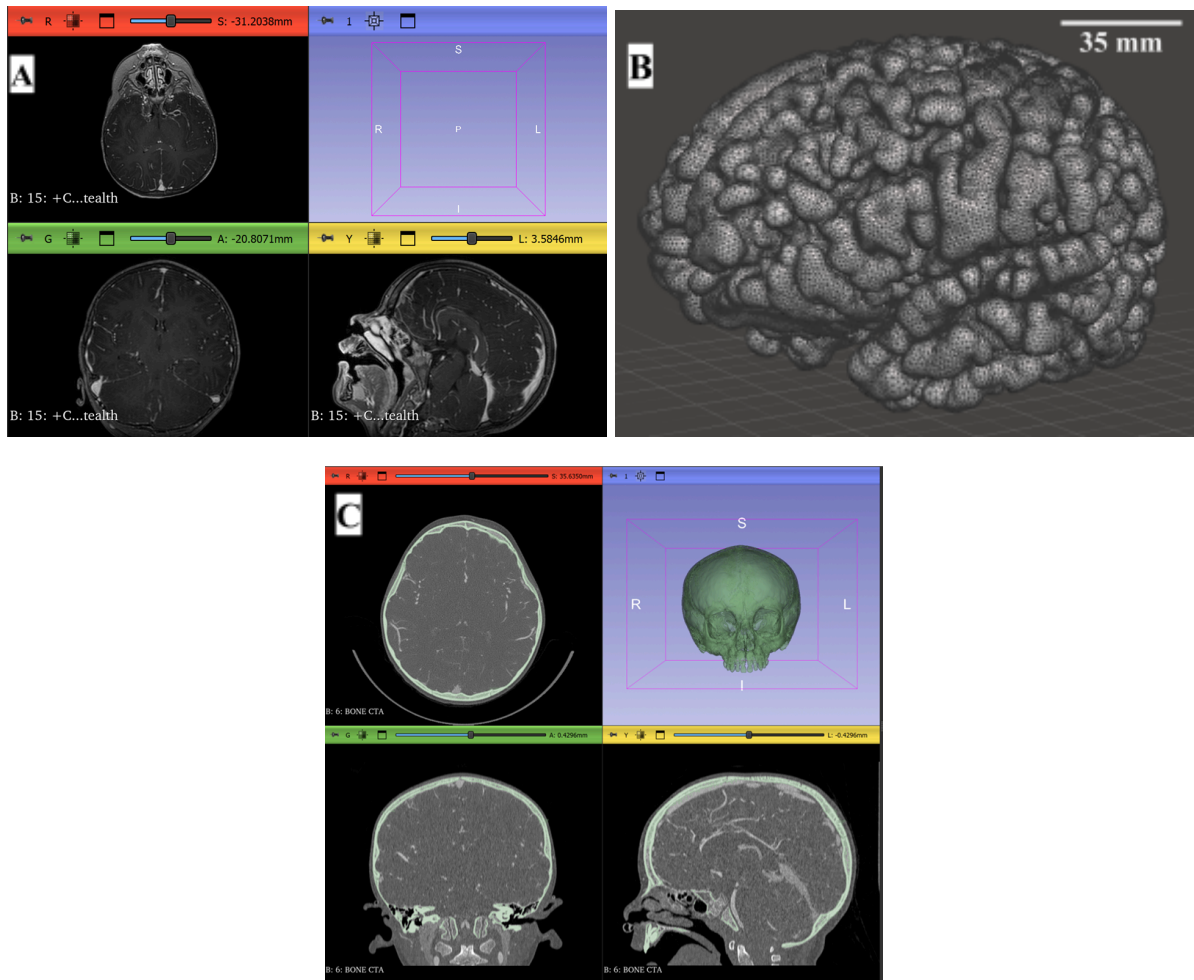 R S: -31.2038mm
1
A
S
R P L
I
B: 15: +C...tealth
G A: -20.8071mm
Y L: 3.5846mm
B: 15: +C...tealth
B: 15: +C...tealth
B
35 mm
R S: 35.6350mm
1
C
S
R L
I
B: 6: BONE CTA
G A: 0.4296mm
Y L: -0.4296mm
B: 6: BONE CTA
B: 6: BONE CTA